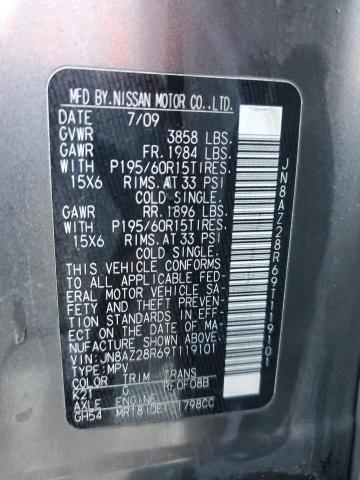 MFD.BY.NISSAN MOTOR CO.,LTD.
DATE 7/09
GVWR 3858 LBS.
GAWR FR.1984 LBS.
WITH P195/60R15TIRES.
15X6 RIMS.AT 33 PSI
COLD SINGLE.
GAWR RR.1896 LBS.
WITH P195/60R15TIRES.
15X6 RIMS.AT 33 PSI
COLD SINGLE.
THIS VEHICLE CONFORMS
TO ALL APPLICABLE FED-
ERAL MOTOR VEHICLE SA-
FETY AND THEFT PREVEN-
TION STANDARDS IN EFF-
ECT ON THE DATE OF MA-
NUFACTURE SHOWN ABOVE.
VIN: JN8AZ28R69T119101
TYPE:MPV
COLOR TRIM TRANS
K21 G RE0F08B
AXLE ENGINE
GH54 MR18(DE)
JN8AZ28R69T119101